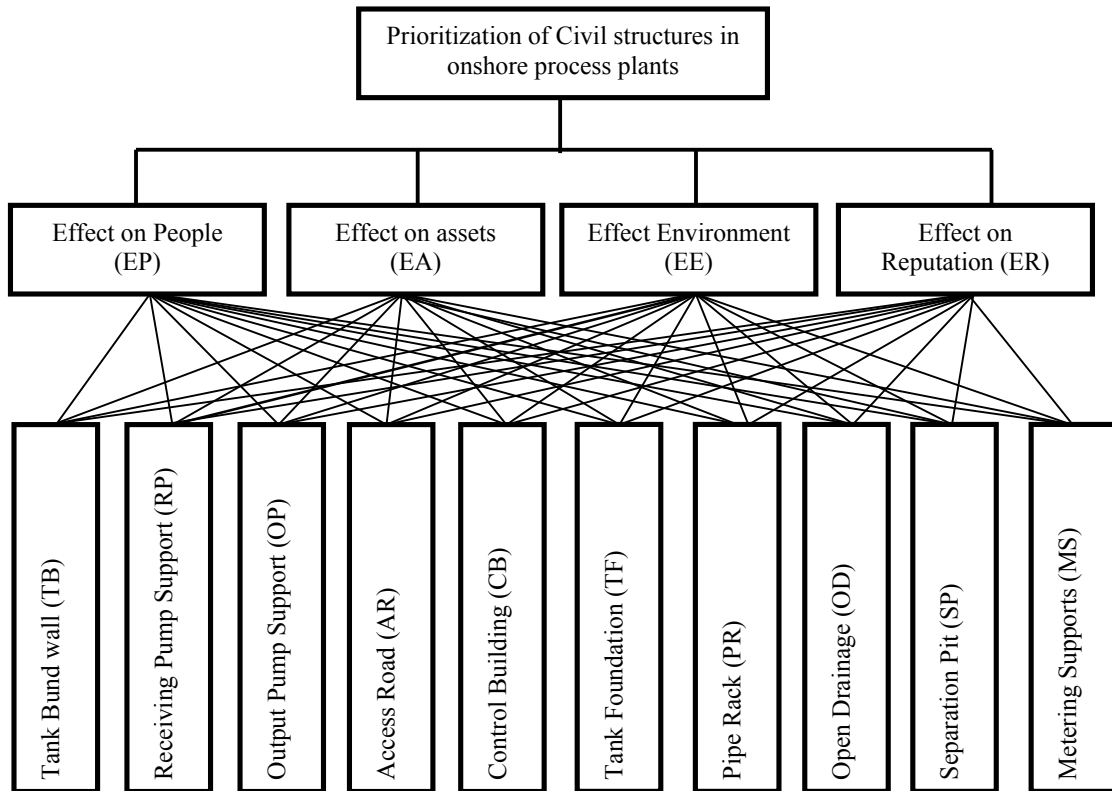 Prioritization of Civil structures in
onshore process plants
Effect on People
(EP)
Effect on assets
(EA)
Effect Environment
(EE)
Effect on
Reputation (ER)
Tank Bund wall (TB)
Receiving Pump Support (RP)
Output Pump Support (OP)
Access Road (AR)
Control Building (CB)
Tank Foundation (TF)
Pipe Rack (PR)
Open Drainage (OD)
Separation Pit (SP)
Metering Supports (MS)